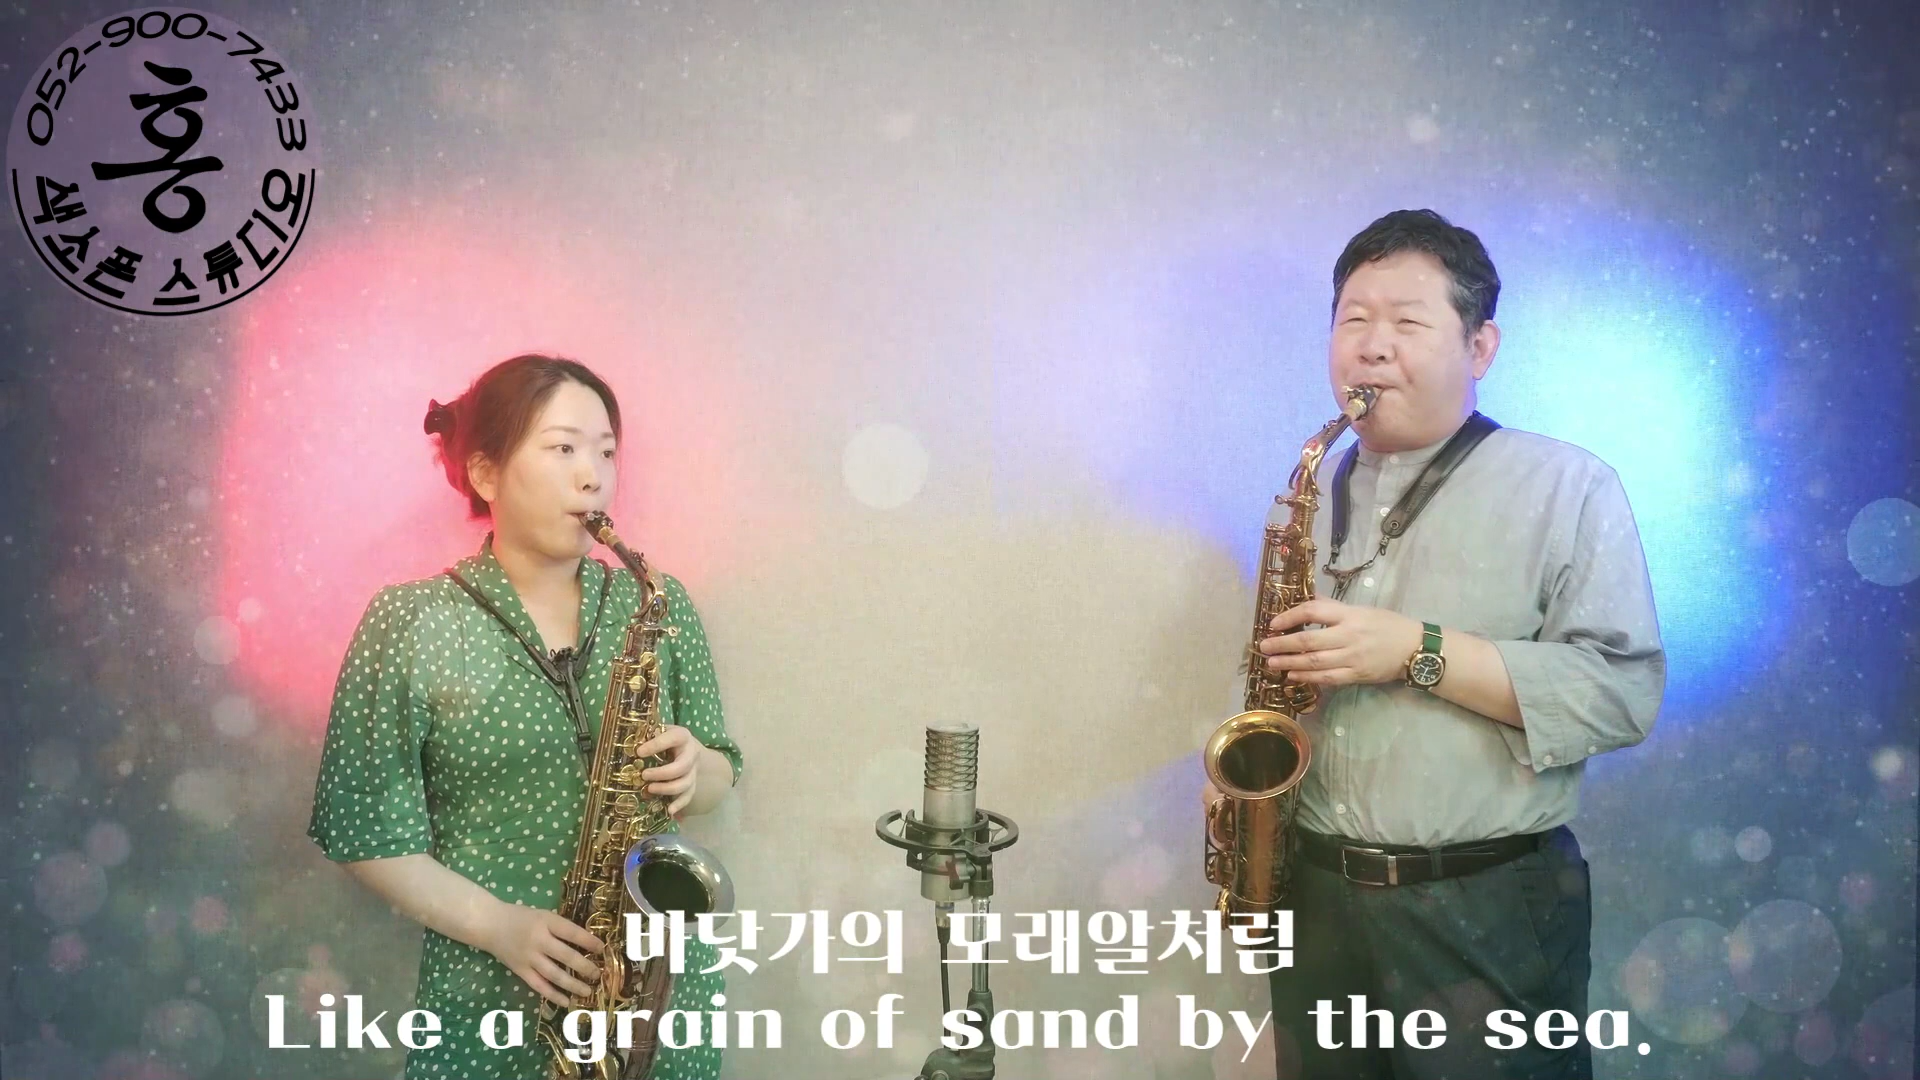 052-900-7433
홍
색소폰 스튜디오
바닷가의 모래알처럼
Like a grain of sand by the sea.